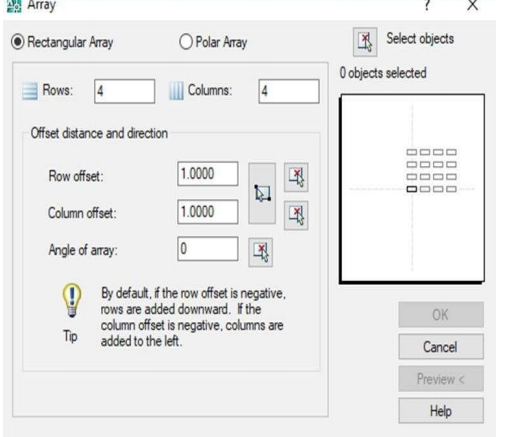 Array
? X
Rectangular Array
Polar Array
Select objects
0 objects selected
Rows: 4
Columns: 4
Offset distance and direction
Row offset: 1.0000
Column offset: 1.0000
Angle of array: 0
By default, if the row offset is negative,
rows are added downward. If the
column offset is negative, columns are
added to the left.
Tip
OK
Cancel
Preview <
Help